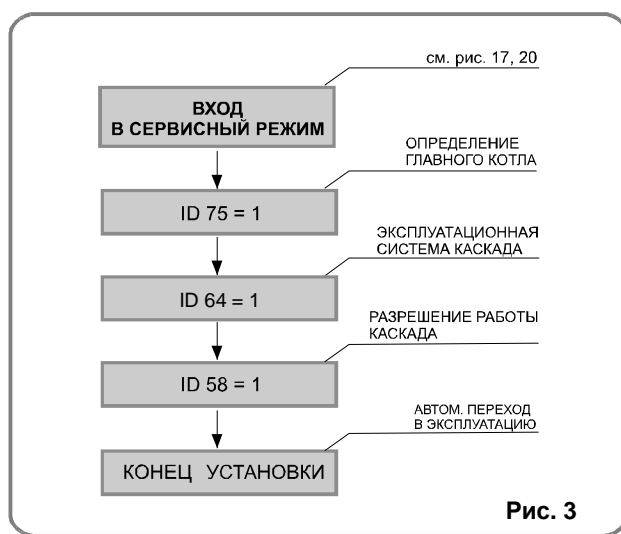 см. рис. 17, 20
ВХОД
В СЕРВИСНЫЙ РЕЖИМ
ОПРЕДЕЛЕНИЕ
ГЛАВНОГО КОТЛА
ID 75 = 1
ЭКСПЛУАТАЦИОННАЯ
СИСТЕМА КАСКАДА
ID 64 = 1
РАЗРЕШЕНИЕ РАБОТЫ
КАСКАДА
ID 58 = 1
АВТОМ. ПЕРЕХОД
В ЭКСПЛУАТАЦИЮ
КОНЕЦ УСТАНОВКИ
Рис. 3